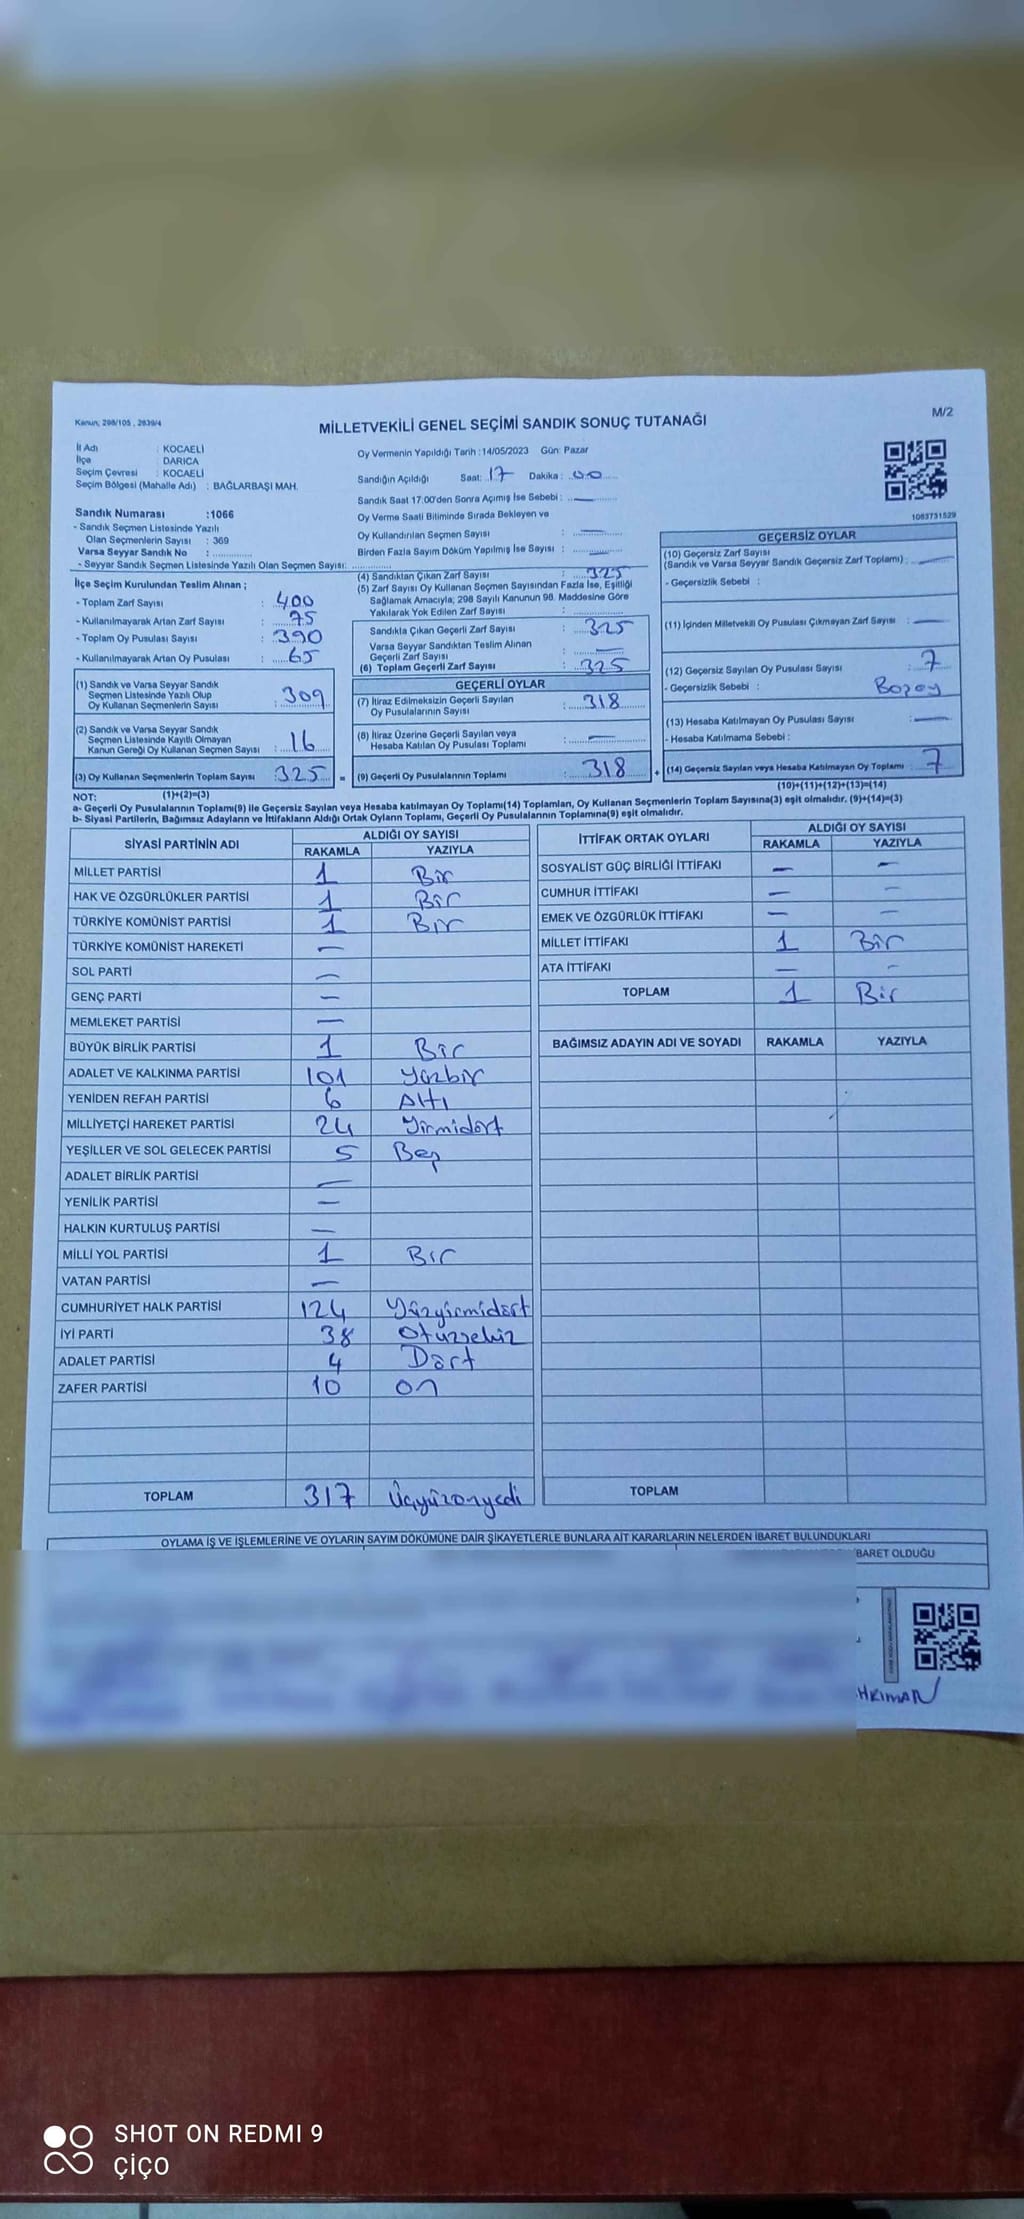 Kanun; 298/105 , 2839/4
MİLLETVEKİLİ GENEL SEÇİMİ SANDIK SONUÇ TUTANAĞI
M/2
İl Adı : KOCAELİ
İlçe : DARICA
Seçim Çevresi : KOCAELİ
Seçim Bölgesi (Mahalle Adı) : BAĞLARBAŞI MAH.
Sandık Numarası :1066
- Sandık Seçmen Listesinde Yazılı
Olan Seçmenlerin Sayısı : 369
Varsa Seyyar Sandık No : ..............
- Seyyar Sandık Seçmen Listesinde Yazılı Olan Seçmen Sayısı: ..............
Oy Vermenin Yapıldığı Tarih :14/05/2023 Gün: Pazar
Sandığın Açıldığı Saat: 17 Dakika : 00
Sandık Saat 17:00'den Sonra Açımış İse Sebebi : —
Oy Verme Saati Bitiminde Sırada Bekleyen ve
Oy Kullandırılan Seçmen Sayısı : —
Birden Fazla Sayım Döküm Yapılmış İse Sayısı : —
1083731529
İlçe Seçim Kurulundan Teslim Alınan ;
- Toplam Zarf Sayısı : 400
- Kullanılmayarak Artan Zarf Sayısı : 75
- Toplam Oy Pusulası Sayısı : 390
- Kullanılmayarak Artan Oy Pusulası : 65
(4) Sandıktan Çıkan Zarf Sayısı : 325
(5) Zarf Sayısı Oy Kullanan Seçmen Sayısından Fazla İse, Eşitliği
Sağlamak Amacıyla, 298 Sayılı Kanunun 98. Maddesine Göre
Yakılarak Yok Edilen Zarf Sayısı : ..............
Sandıkla Çıkan Geçerli Zarf Sayısı : 325
Varsa Seyyar Sandıktan Teslim Alınan
Geçerli Zarf Sayısı : —
(6) Toplam Geçerli Zarf Sayısı : 325
(1) Sandık ve Varsa Seyyar Sandık
Seçmen Listesinde Yazılı Olup
Oy Kullanan Seçmenlerin Sayısı : 309
(2) Sandık ve Varsa Seyyar Sandık
Seçmen Listesinde Kayıtlı Olmayan
Kanun Gereği Oy Kullanan Seçmen Sayısı : 16
(3) Oy Kullanan Seçmenlerin Toplam Sayısı : 325 =
GEÇERLİ OYLAR
(7) İtiraz Edilmeksizin Geçerli Sayılan
Oy Pusulalarının Sayısı : 318
(8) İtiraz Üzerine Geçerli Sayılan veya
Hesaba Katılan Oy Pusulası Toplamı : —
(9) Geçerli Oy Pusulalarının Toplamı : 318 +
GEÇERSİZ OYLAR
(10) Geçersiz Zarf Sayısı
(Sandık ve Varsa Seyyar Sandık Geçersiz Zarf Toplamı) : —
- Geçersizlik Sebebi :
(11) İçinden Milletvekili Oy Pusulası Çıkmayan Zarf Sayısı : —
(12) Geçersiz Sayılan Oy Pusulası Sayısı : 7
- Geçersizlik Sebebi :
(13) Hesaba Katılmayan Oy Pusulası Sayısı : —
- Hesaba Katılmama Sebebi :
(14) Geçersiz Sayılan veya Hesaba Katılmayan Oy Toplamı : 7
NOT: (1)+(2)=(3)
(10)+(11)+(12)+(13)=(14)
a- Geçerli Oy Pusulalarının Toplamı(9) ile Geçersiz Sayılan veya Hesaba katılmayan Oy Toplamı(14) Toplamları, Oy Kullanan Seçmenlerin Toplam Sayısına(3) eşit olmalıdır. (9)+(14)=(3)
b- Siyasi Partilerin, Bağımsız Adayların ve İttifakların Aldığı Ortak Oyların Toplamı, Geçerli Oy Pusulalarının Toplamına(9) eşit olmalıdır.
SİYASİ PARTİNİN ADI ALDIĞI OY SAYISI
RAKAMLA YAZIYLA
MİLLET PARTİSİ 1 Bir
HAK VE ÖZGÜRLÜKLER PARTİSİ 1 Bir
TÜRKİYE KOMÜNİST PARTİSİ 1 Bir
TÜRKİYE KOMÜNİST HAREKETİ —
SOL PARTİ —
GENÇ PARTİ —
MEMLEKET PARTİSİ —
BÜYÜK BİRLİK PARTİSİ 1 Bir
ADALET VE KALKINMA PARTİSİ 101 Yüzbir
YENİDEN REFAH PARTİSİ 6 Altı
MİLLİYETÇİ HAREKET PARTİSİ 24 Yirmidört
YEŞİLLER VE SOL GELECEK PARTİSİ 5 Beş
ADALET BİRLİK PARTİSİ —
YENİLİK PARTİSİ —
HALKIN KURTULUŞ PARTİSİ —
MİLLİ YOL PARTİSİ 1 Bir
VATAN PARTİSİ —
CUMHURİYET HALK PARTİSİ 124 Yüzyirmidört
İYİ PARTİ 38 Otuzsekiz
ADALET PARTİSİ 4 Dört
ZAFER PARTİSİ 10 on
TOPLAM 317 Üçyüzonyedi
İTTİFAK ORTAK OYLARI ALDIĞI OY SAYISI
RAKAMLA YAZIYLA
SOSYALİST GÜÇ BİRLİĞİ İTTİFAKI — —
CUMHUR İTTİFAKI — —
EMEK VE ÖZGÜRLÜK İTTİFAKI — —
MİLLET İTTİFAKI 1 Bir
ATA İTTİFAKI — —
TOPLAM 1 Bir
BAĞIMSIZ ADAYIN ADI VE SOYADI RAKAMLA YAZIYLA
TOPLAM
OYLAMA İŞ VE İŞLEMLERİNE VE OYLARIN SAYIM DÖKÜMÜNE DAİR ŞİKAYETLERLE BUNLARA AİT KARARLARIN NELERDEN İBARET BULUNDUKLARI
BARET OLDUĞU
SHOT ON REDMI 9
çiço